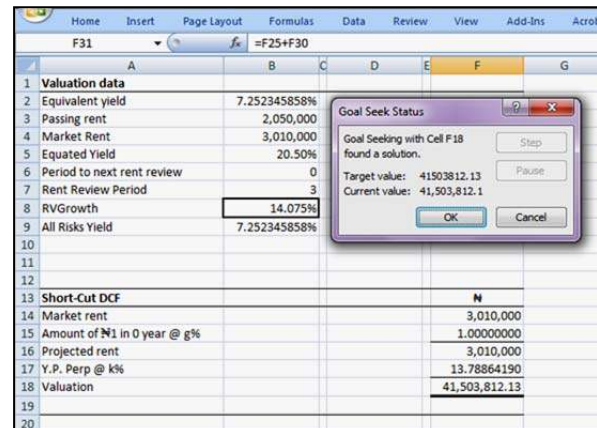 Home Insert Page Layout Formulas Data Review View Add-Ins Acrob
F31 fx =F25+F30
A B C D E F G
1 Valuation data
2 Equivalent yield 7.252345858%
3 Passing rent 2,050,000
4 Market Rent 3,010,000
5 Equated Yield 20.50%
6 Period to next rent review 0
7 Rent Review Period 3
8 RVGrowth 14.075%
9 All Risks Yield 7.252345858%
10
11
12
Goal Seek Status
Goal Seeking with Cell F18
found a solution.
Step
Pause
Target value: 41503812.13
Current value: 41,503,812.1
OK Cancel
13 Short-Cut DCF ₦
14 Market rent 3,010,000
15 Amount of ₦1 in 0 year @ g% 1.00000000
16 Projected rent 3,010,000
17 Y.P. Perp @ k% 13.78864190
18 Valuation 41,503,812.13
19
20